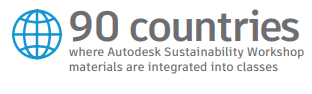 90 countries
where Autodesk Sustainability Workshop
materials are integrated into classes